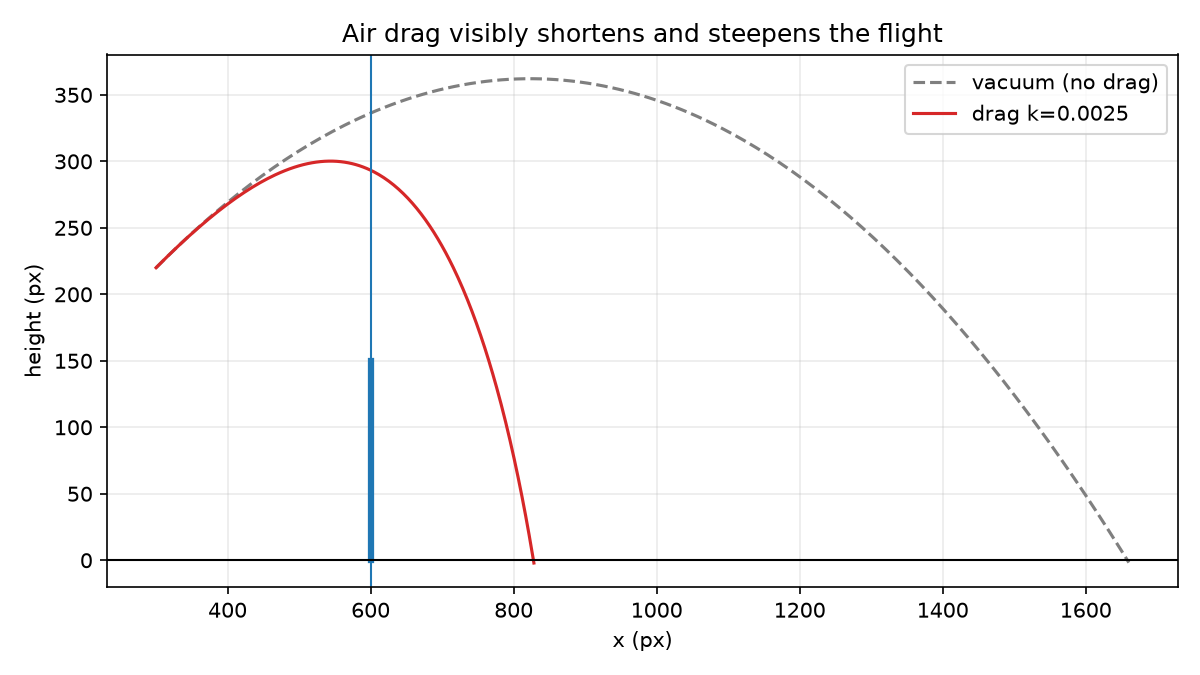 Air drag visibly shortens and steepens the flight
vacuum (no drag)
drag k=0.0025
height (px)
350
300
250
200
150
100
50
0
400 600 800 1000 1200 1400 1600
x (px)